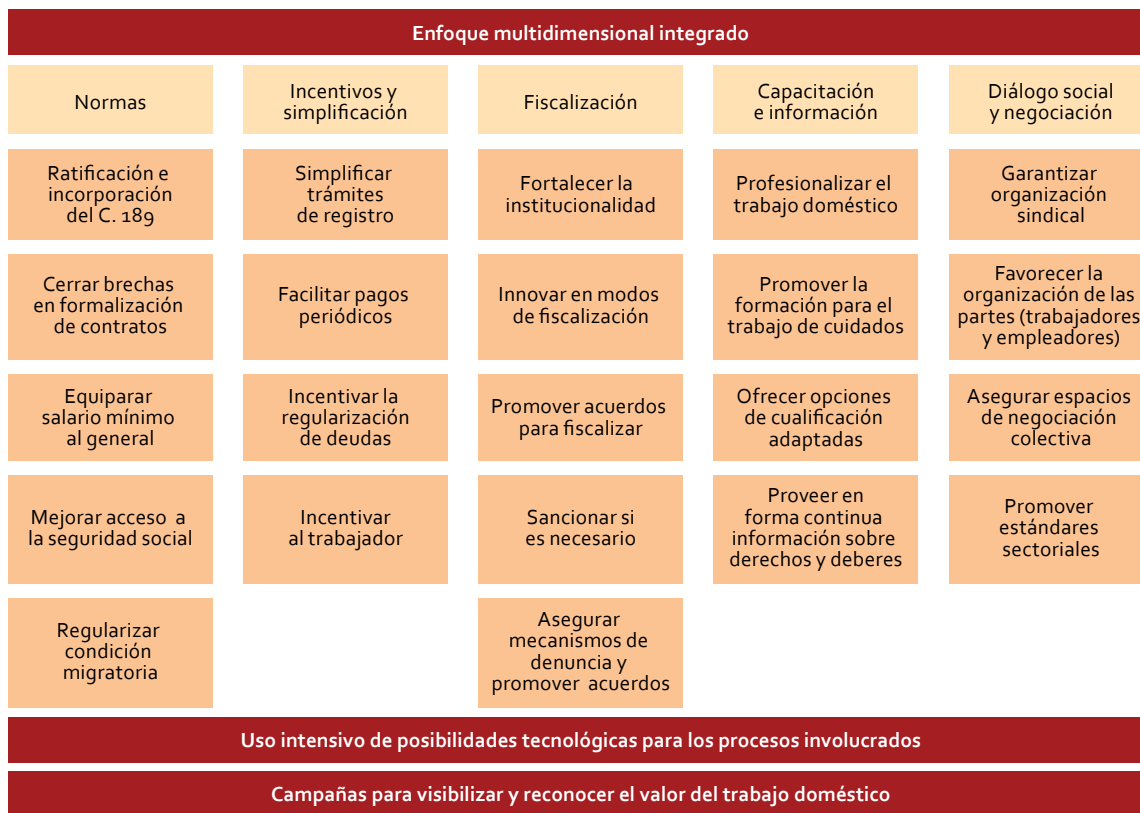 Enfoque multidimensional integrado
Normas
Incentivos y
simplificación
Fiscalización
Capacitación
e información
Diálogo social
y negociación
Ratificación e
incorporación
del C. 189
Simplificar
trámites
de registro
Fortalecer la
institucionalidad
Profesionalizar el
trabajo doméstico
Garantizar
organización
sindical
Cerrar brechas
en formalización
de contratos
Facilitar pagos
periódicos
Innovar en modos
de fiscalización
Promover la
formación para el
trabajo de cuidados
Favorecer la
organización de las
partes (trabajadores
y empleadores)
Equiparar
salario mínimo
al general
Incentivar la
regularización
de deudas
Promover acuerdos
para fiscalizar
Ofrecer opciones
de cualificación
adaptadas
Asegurar espacios
de negociación
colectiva
Mejorar acceso a
la seguridad social
Incentivar
al trabajador
Sancionar si
es necesario
Proveer en
forma continua
información sobre
derechos y deberes
Promover
estándares
sectoriales
Regularizar
condición
migratoria
Asegurar
mecanismos de
denuncia y
promover acuerdos
Uso intensivo de posibilidades tecnológicas para los procesos involucrados
Campañas para visibilizar y reconocer el valor del trabajo doméstico